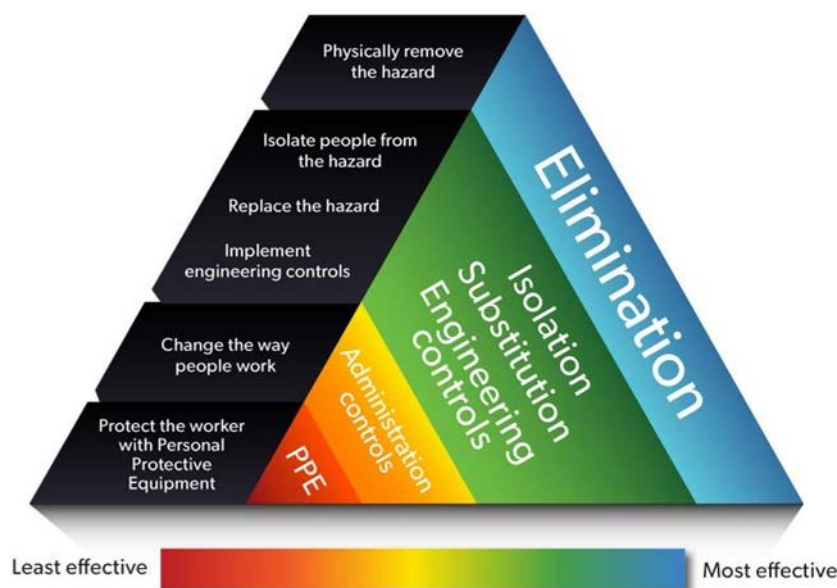 Physically remove
the hazard
Isolate people from
the hazard
Replace the hazard
Implement
engineering controls
Change the way
people work
Protect the worker
with Personal
Protective
Equipment
Elimination
Isolation
Substitution
Engineering
controls
Administration
controls
PPE
Least effective
Most effective